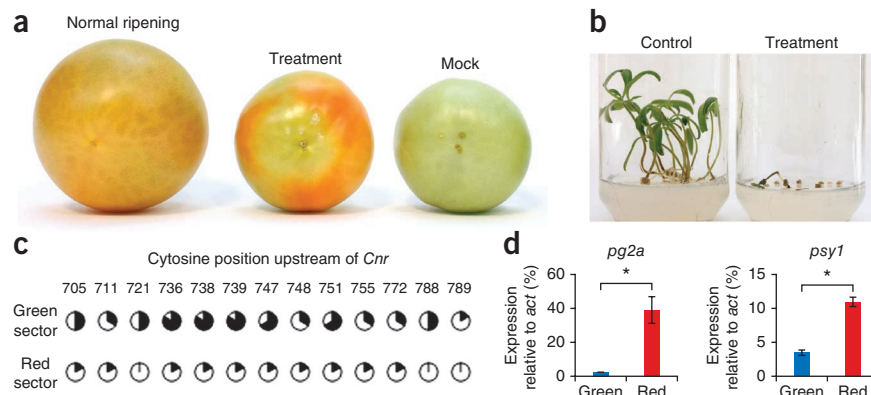 a
Normal ripening
Treatment
Mock
b
Control Treatment
c
Cytosine position upstream of Cnr
705 711 721 736 738 739 747 748 751 755 772 788 789
Green
sector
Red
sector
d
pg2a
Expression
relative to act (%)
60
40
20
0
*
Green Red
psy1
Expression
relative to act (%)
15
10
5
0
*
Green Red